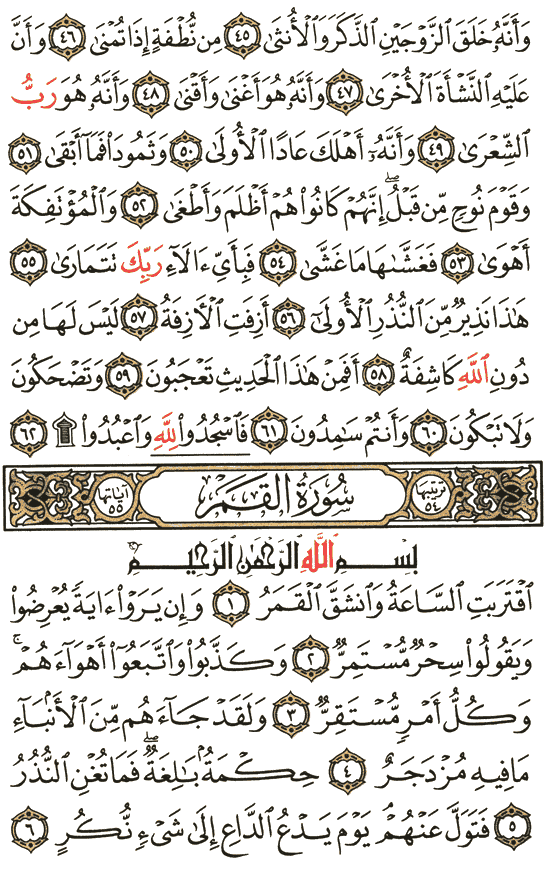 وَأَنَّهُۥ خَلَقَ ٱلزَّوْجَيْنِ ٱلذَّكَرَ وَٱلْأُنثَىٰ ٤٥ مِن نُّطْفَةٍ إِذَا تُمْنَىٰ ٤٦ وَأَنَّ
عَلَيْهِ ٱلنَّشْأَةَ ٱلْأُخْرَىٰ ٤٧ وَأَنَّهُۥ هُوَ أَغْنَىٰ وَأَقْنَىٰ ٤٨ وَأَنَّهُۥ هُوَ رَبُّ
ٱلشِّعْرَىٰ ٤٩ وَأَنَّهُۥٓ أَهْلَكَ عَادًا ٱلْأُولَىٰ ٥٠ وَثَمُودَا۟ فَمَآ أَبْقَىٰ ٥١
وَقَوْمَ نُوحٍ مِّن قَبْلُ ۖ إِنَّهُمْ كَانُوا۟ هُمْ أَظْلَمَ وَأَطْغَىٰ ٥٢ وَٱلْمُؤْتَفِكَةَ
أَهْوَىٰ ٥٣ فَغَشَّىٰهَا مَا غَشَّىٰ ٥٤ فَبِأَىِّ ءَالَآءِ رَبِّكَ تَتَمَارَىٰ ٥٥
هَٰذَا نَذِيرٌ مِّنَ ٱلنُّذُرِ ٱلْأُولَىٰٓ ٥٦ أَزِفَتِ ٱلْـَٔازِفَةُ ٥٧ لَيْسَ لَهَا مِن
دُونِ ٱللَّهِ كَاشِفَةٌ ٥٨ أَفَمِنْ هَٰذَا ٱلْحَدِيثِ تَعْجَبُونَ ٥٩ وَتَضْحَكُونَ
وَلَا تَبْكُونَ ٦٠ وَأَنتُمْ سَٰمِدُونَ ٦١ فَٱسْجُدُوا۟ لِلَّهِ وَٱعْبُدُوا۟ ۩ ٦٢
ترتيبها ٥٤ سُورَةُ القَمَرِ آياتها ٥٥
بِسْمِ ٱللَّهِ ٱلرَّحْمَٰنِ ٱلرَّحِيمِ
ٱقْتَرَبَتِ ٱلسَّاعَةُ وَٱنشَقَّ ٱلْقَمَرُ ١ وَإِن يَرَوْا۟ ءَايَةً يُعْرِضُوا۟
وَيَقُولُوا۟ سِحْرٌ مُّسْتَمِرٌّ ٢ وَكَذَّبُوا۟ وَٱتَّبَعُوٓا۟ أَهْوَآءَهُمْ ۚ
وَكُلُّ أَمْرٍ مُّسْتَقِرٌّ ٣ وَلَقَدْ جَآءَهُم مِّنَ ٱلْأَنۢبَآءِ
مَا فِيهِ مُزْدَجَرٌ ٤ حِكْمَةٌۢ بَٰلِغَةٌ ۖ فَمَا تُغْنِ ٱلنُّذُرُ
٥ فَتَوَلَّ عَنْهُمْ ۘ يَوْمَ يَدْعُ ٱلدَّاعِ إِلَىٰ شَىْءٍ نُّكُرٍ ٦